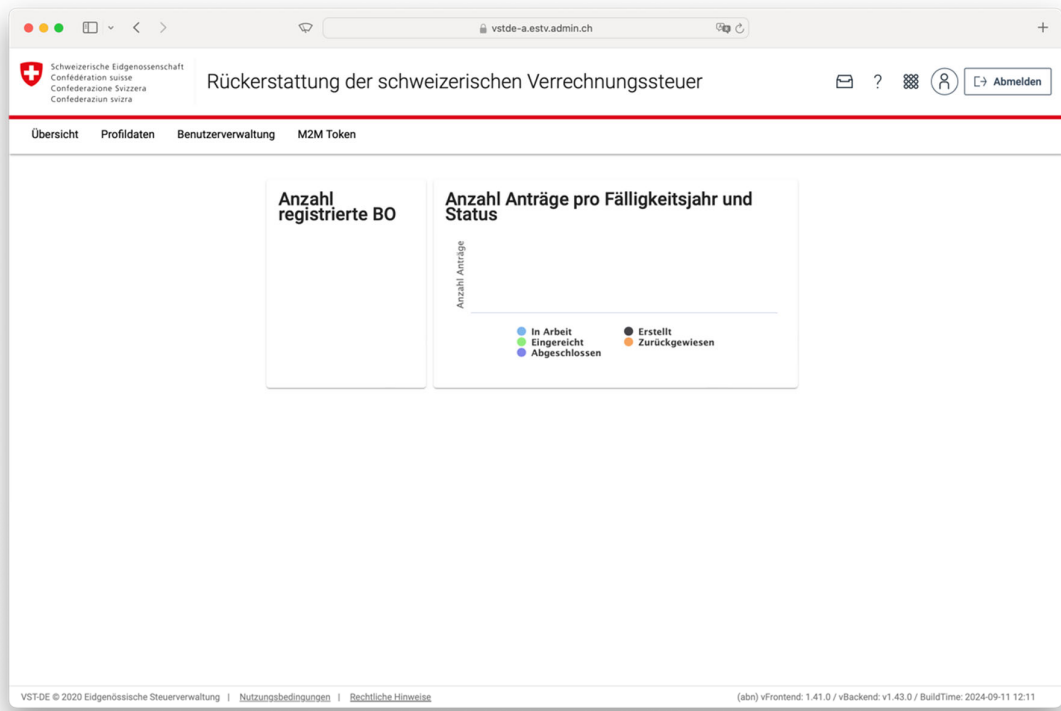 vstde-a.estv.admin.ch
Schweizerische Eidgenossenschaft
Confédération suisse
Confederazione Svizzera
Confederaziun svizra
Rückerstattung der schweizerischen Verrechnungssteuer
?
Abmelden
Übersicht Profildaten Benutzerverwaltung M2M Token
Anzahl
registrierte BO
Anzahl Anträge pro Fälligkeitsjahr und
Status
Anzahl Anträge
In Arbeit Erstellt
Eingereicht Zurückgewiesen
Abgeschlossen
VST-DE © 2020 Eidgenössische Steuerverwaltung | Nutzungsbedingungen | Rechtliche Hinweise
(abn) vFrontend: 1.41.0 / vBackend: v1.43.0 / BuildTime: 2024-09-11 12:11